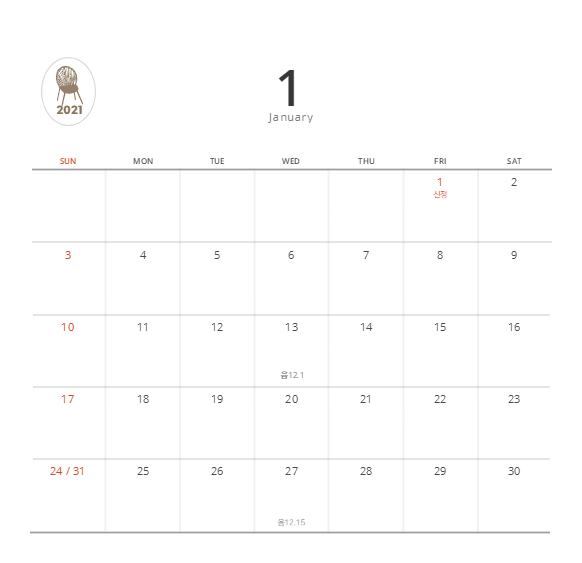 2021
1
January
SUN MON TUE WED THU FRI SAT
1 2
신정
3 4 5 6 7 8 9
10 11 12 13 14 15 16
음12.1
17 18 19 20 21 22 23
24 / 31 25 26 27 28 29 30
음12.15